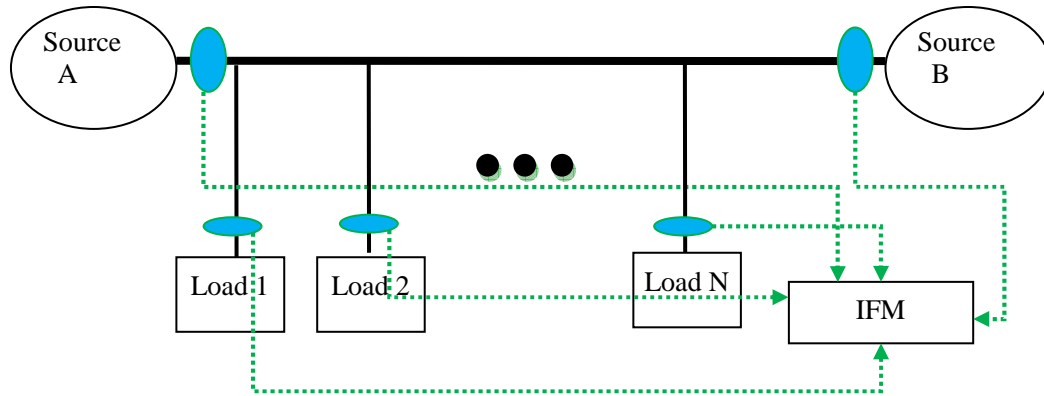 Source
A
Source
B
Load 1
Load 2
Load N
IFM